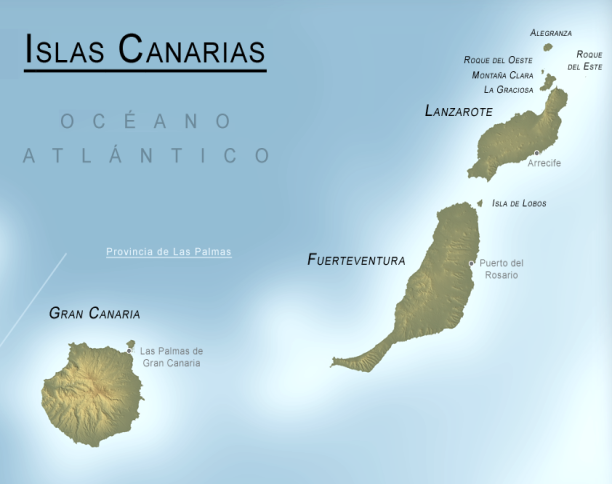 ISLAS CANARIAS
OCÉANO
ATLÁNTICO
ALEGRANZA
ROQUE DEL OESTE
ROQUE
DEL ESTE
MONTAÑA CLARA
LA GRACIOSA
LANZAROTE
Arrecife
ISLA DE LOBOS
Provincia de Las Palmas
FUERTEVENTURA
Puerto del
Rosario
GRAN CANARIA
Las Palmas de
Gran Canaria